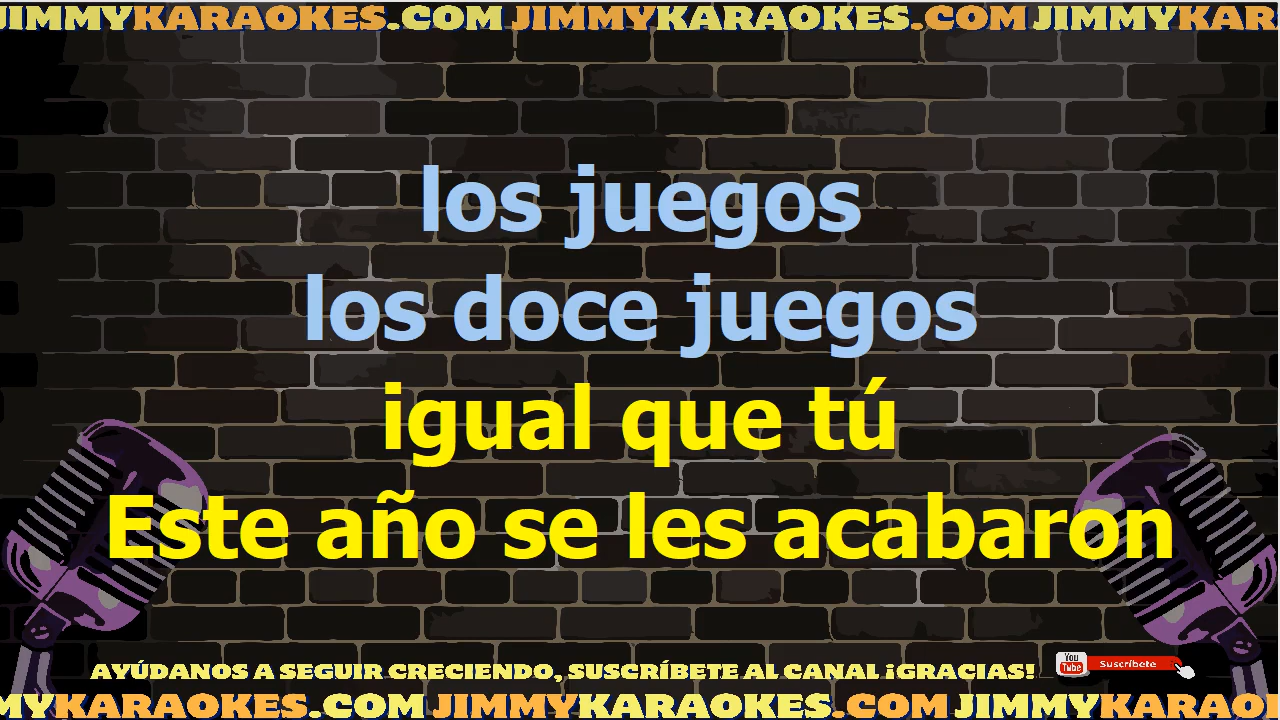 JIMMYKARAOKES.COM JIMMYKARAOKES.COM JIMMYKAR
los juegos
los doce juegos
igual que tú
Este año se les acabaron
AYÚDANOS A SEGUIR CRECIENDO, SUSCRÍBETE AL CANAL ¡GRACIAS!
You Tube Suscríbete
MYKARAOKES.COM JIMMYKARAOKES.COM JIMMYKARAO